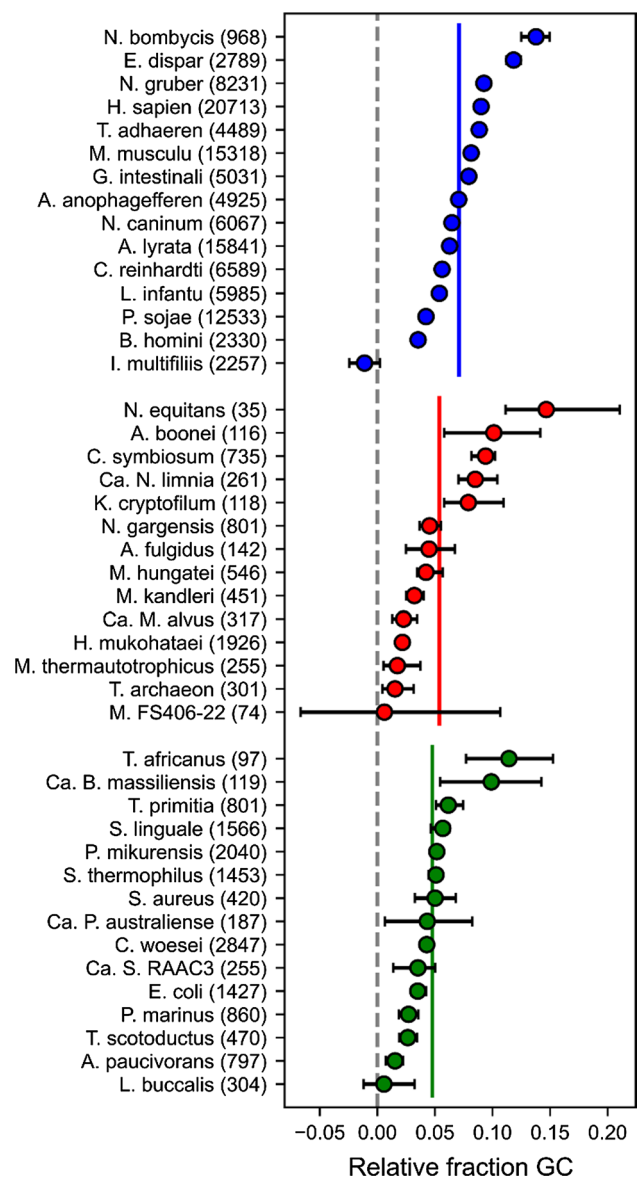 N. bombycis (968)
E. dispar (2789)
N. gruber (8231)
H. sapien (20713)
T. adhaeren (4489)
M. musculu (15318)
G. intestinali (5031)
A. anophagefferen (4925)
N. caninum (6067)
A. lyrata (15841)
C. reinhardti (6589)
L. infantu (5985)
P. sojae (12533)
B. homini (2330)
I. multifiliis (2257)
N. equitans (35)
A. boonei (116)
C. symbiosum (735)
Ca. N. limnia (261)
K. cryptofilum (118)
N. gargensis (801)
A. fulgidus (142)
M. hungatei (546)
M. kandleri (451)
Ca. M. alvus (317)
H. mukohataei (1926)
M. thermautotrophicus (255)
T. archaeon (301)
M. FS406-22 (74)
T. africanus (97)
Ca. B. massiliensis (119)
T. primitia (801)
S. linguale (1566)
P. mikurensis (2040)
S. thermophilus (1453)
S. aureus (420)
Ca. P. australiense (187)
C. woesei (2847)
Ca. S. RAAC3 (255)
E. coli (1427)
P. marinus (860)
T. scotoductus (470)
A. paucivorans (797)
L. buccalis (304)
−0.05 0.00 0.05 0.10 0.15 0.20
Relative fraction GC